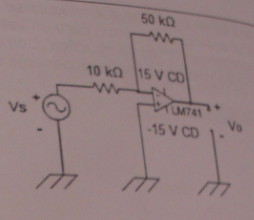 50 kΩ
10 kΩ
15 V CD
Vs
+
-
LM741
+
Vo
-
-15 V CD